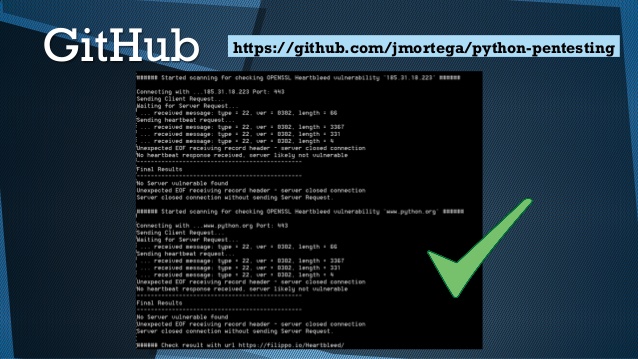 GitHub
https://github.com/jmortega/python-pentesting
###### Started scanning for checking OPENSSL Heartbleed vulnerability '185.31.18.223' ######
Connecting with ...185.31.18.223 Port: 443
Sending Client Request...
Waiting for Server Request...
' ... received message: type = 22, ver = 0302, length = 66
Sending heartbeat request...
' ... received message: type = 22, ver = 0302, length = 3367
' ... received message: type = 22, ver = 0302, length = 331
' ... received message: type = 22, ver = 0302, length = 4
Unexpected EOF receiving record header - server closed connection
No heartbeat response received, server likely not vulnerable
----------------------------------------------
Final Results
----------------------------------------------
No Server vulnerable found
Unexpected EOF receiving record header - server closed connection
Server closed connection without sending Server Request.
###### Started scanning for checking OPENSSL Heartbleed vulnerability 'www.python.org' ######
Connecting with ...www.python.org Port: 443
Sending Client Request...
Waiting for Server Request...
' ... received message: type = 22, ver = 0302, length = 66
Sending heartbeat request...
' ... received message: type = 22, ver = 0302, length = 3367
' ... received message: type = 22, ver = 0302, length = 331
' ... received message: type = 22, ver = 0302, length = 4
Unexpected EOF receiving record header - server closed connection
No heartbeat response received, server likely not vulnerable
----------------------------------------------
Final Results
----------------------------------------------
No Server vulnerable found
Unexpected EOF receiving record header - server closed connection
Server closed connection without sending Server Request.
###### Check result with url https://filippo.io/Heartbleed/